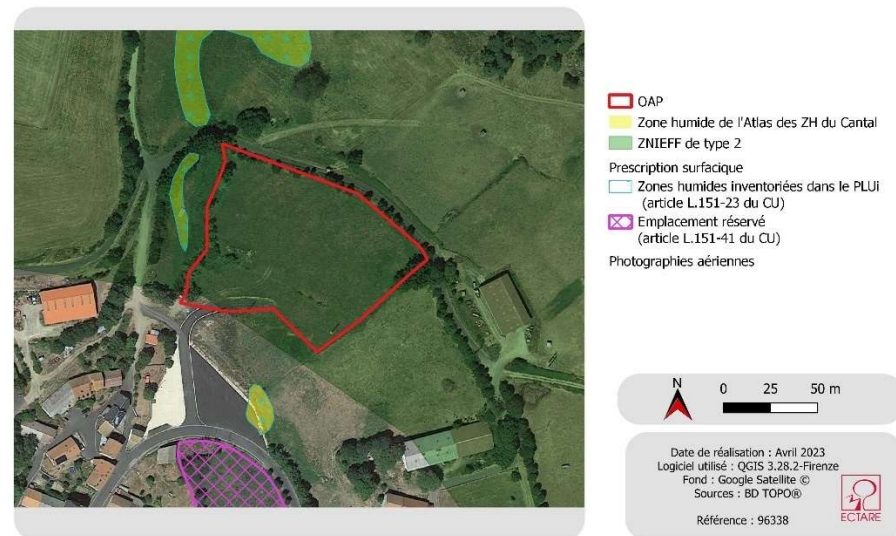 OAP
Zone humide de l'Atlas des ZH du Cantal
ZNIEFF de type 2
Prescription surfacique
Zones humides inventoriées dans le PLUi
(article L.151-23 du CU)
Emplacement réservé
(article L.151-41 du CU)
Photographies aériennes
N
0 25 50 m
Date de réalisation : Avril 2023
Logiciel utilisé : QGIS 3.28.2-Firenze
Fond : Google Satellite ©
Sources : BD TOPO®
Référence : 96338
ECTARE